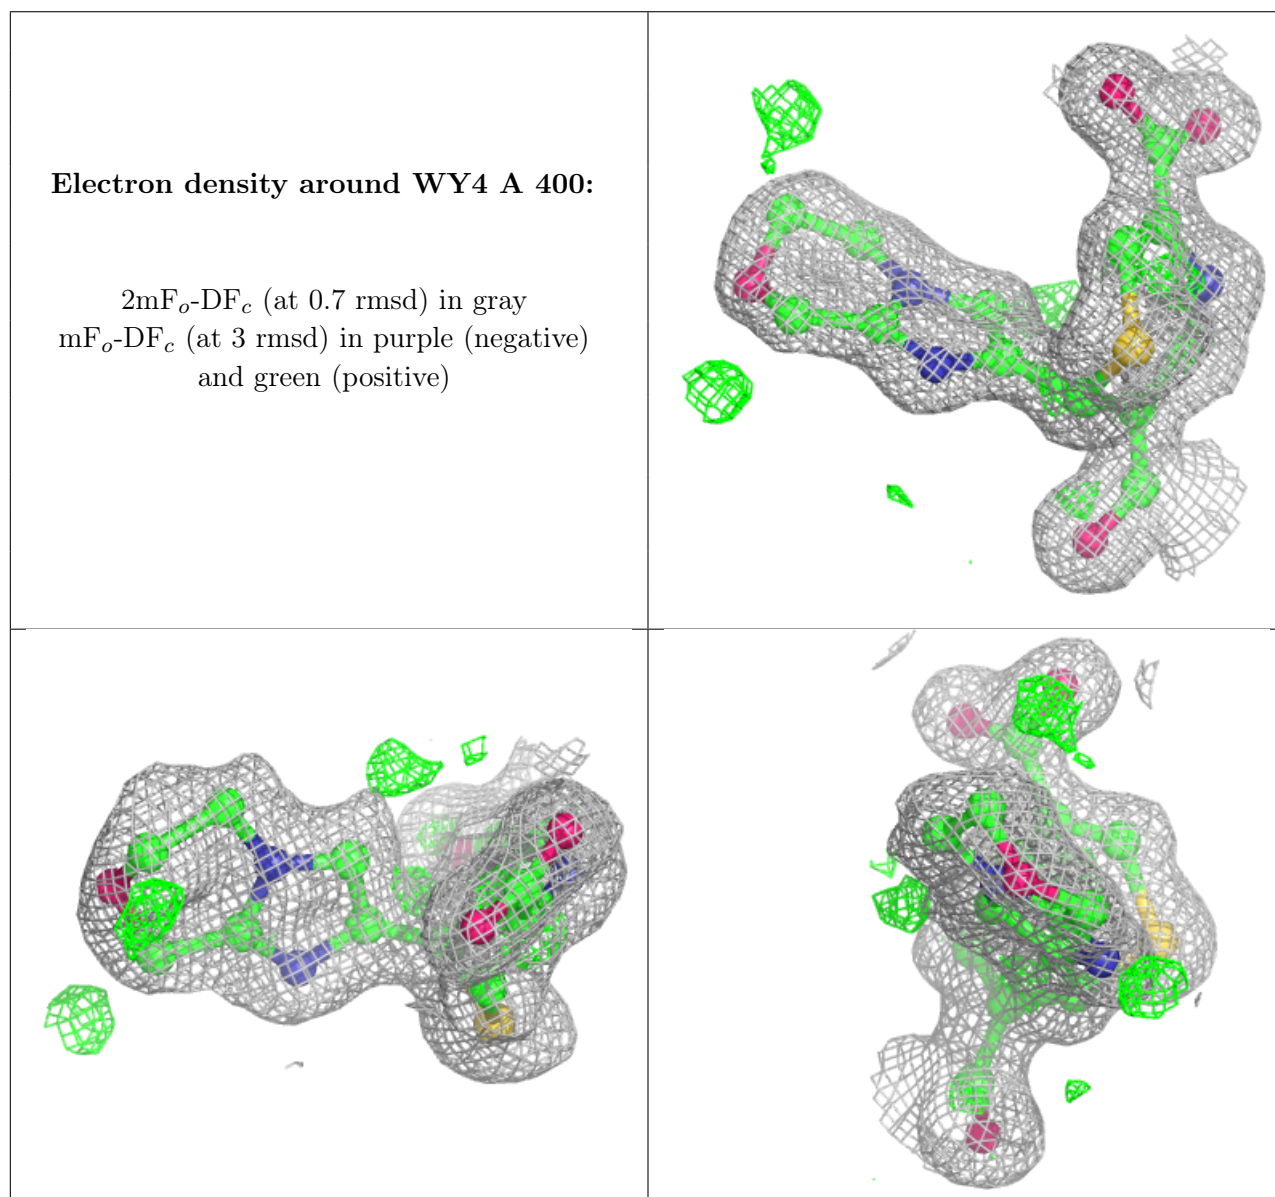 Electron density around WY4 A 400:
2mFo-DFc (at 0.7 rmsd) in gray
mFo-DFc (at 3 rmsd) in purple (negative)
and green (positive)